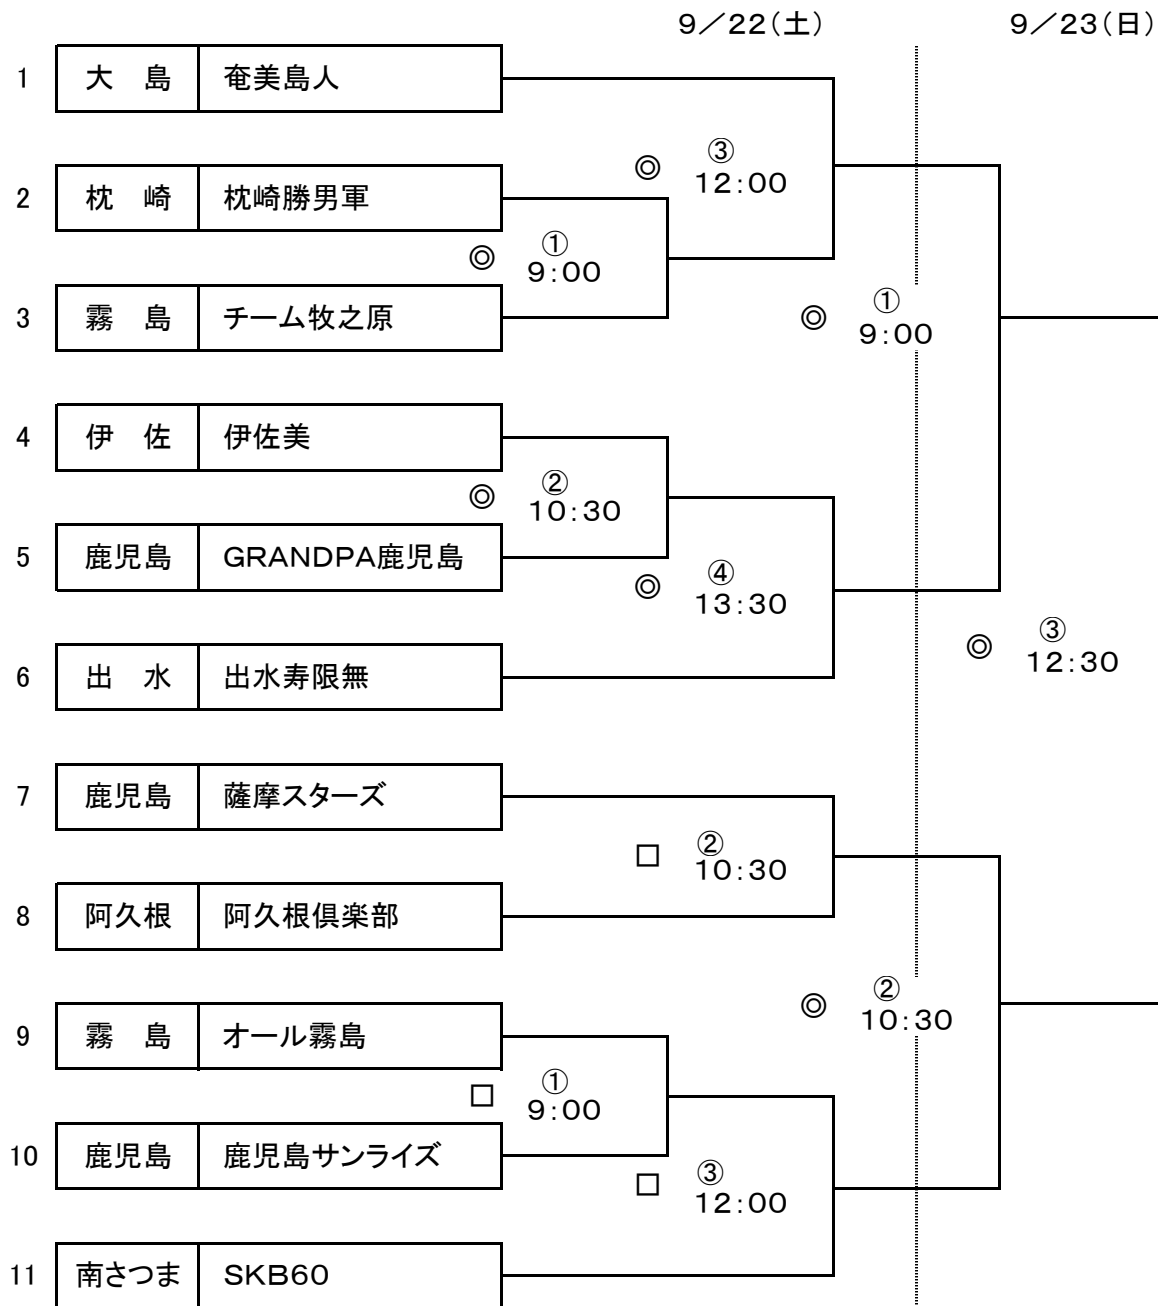 9／22（土） 9／23（日）
1 大　島 奄美島人
◎ ③
12：00
2 枕　崎 枕崎勝男軍
◎ ①
9：00
3 霧　島 チーム牧之原
◎ ①
9：00
4 伊　佐 伊佐美
◎ ②
10：30
5 鹿児島 GRANDPA鹿児島
◎ ④
13：30
◎ ③
12：30
6 出　水 出水寿限無
7 鹿児島 薩摩スターズ
□ ②
10：30
8 阿久根 阿久根倶楽部
◎ ②
10：30
9 霧　島 オール霧島
□ ①
9：00
10 鹿児島 鹿児島サンライズ
□ ③
12：00
11 南さつま SKB60